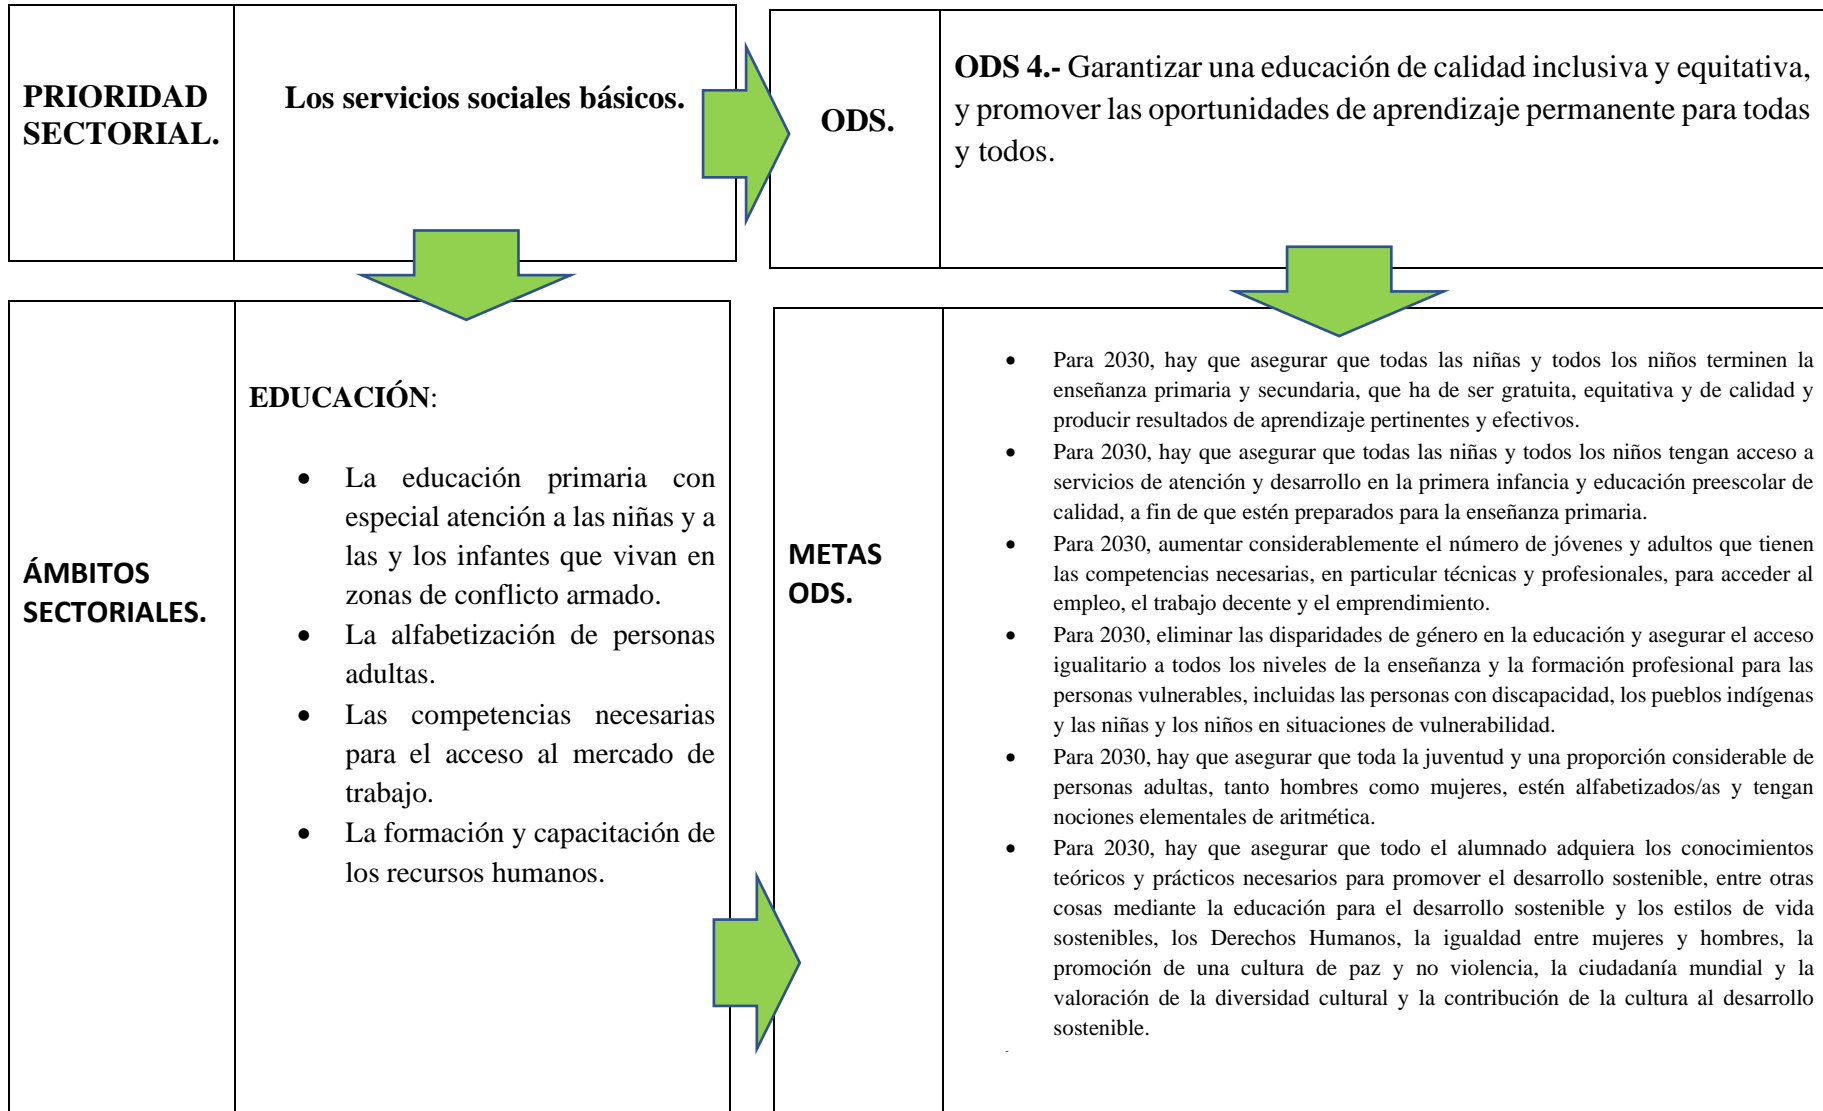 PRIORIDAD
SECTORIAL.
Los servicios sociales básicos.
ODS.
ODS 4.- Garantizar una educación de calidad inclusiva y equitativa,
y promover las oportunidades de aprendizaje permanente para todas
y todos.
ÁMBITOS
SECTORIALES.
EDUCACIÓN:
• La educación primaria con
especial atención a las niñas y a
las y los infantes que vivan en
zonas de conflicto armado.
• La alfabetización de personas
adultas.
• Las competencias necesarias
para el acceso al mercado de
trabajo.
• La formación y capacitación de
los recursos humanos.
METAS
ODS.
• Para 2030, hay que asegurar que todas las niñas y todos los niños terminen la
enseñanza primaria y secundaria, que ha de ser gratuita, equitativa y de calidad y
producir resultados de aprendizaje pertinentes y efectivos.
• Para 2030, hay que asegurar que todas las niñas y todos los niños tengan acceso a
servicios de atención y desarrollo en la primera infancia y educación preescolar de
calidad, a fin de que estén preparados para la enseñanza primaria.
• Para 2030, aumentar considerablemente el número de jóvenes y adultos que tienen
las competencias necesarias, en particular técnicas y profesionales, para acceder al
empleo, el trabajo decente y el emprendimiento.
• Para 2030, eliminar las disparidades de género en la educación y asegurar el acceso
igualitario a todos los niveles de la enseñanza y la formación profesional para las
personas vulnerables, incluidas las personas con discapacidad, los pueblos indígenas
y las niñas y los niños en situaciones de vulnerabilidad.
• Para 2030, hay que asegurar que toda la juventud y una proporción considerable de
personas adultas, tanto hombres como mujeres, estén alfabetizados/as y tengan
nociones elementales de aritmética.
• Para 2030, hay que asegurar que todo el alumnado adquiera los conocimientos
teóricos y prácticos necesarios para promover el desarrollo sostenible, entre otras
cosas mediante la educación para el desarrollo sostenible y los estilos de vida
sostenibles, los Derechos Humanos, la igualdad entre mujeres y hombres, la
promoción de una cultura de paz y no violencia, la ciudadanía mundial y la
valoración de la diversidad cultural y la contribución de la cultura al desarrollo
sostenible.